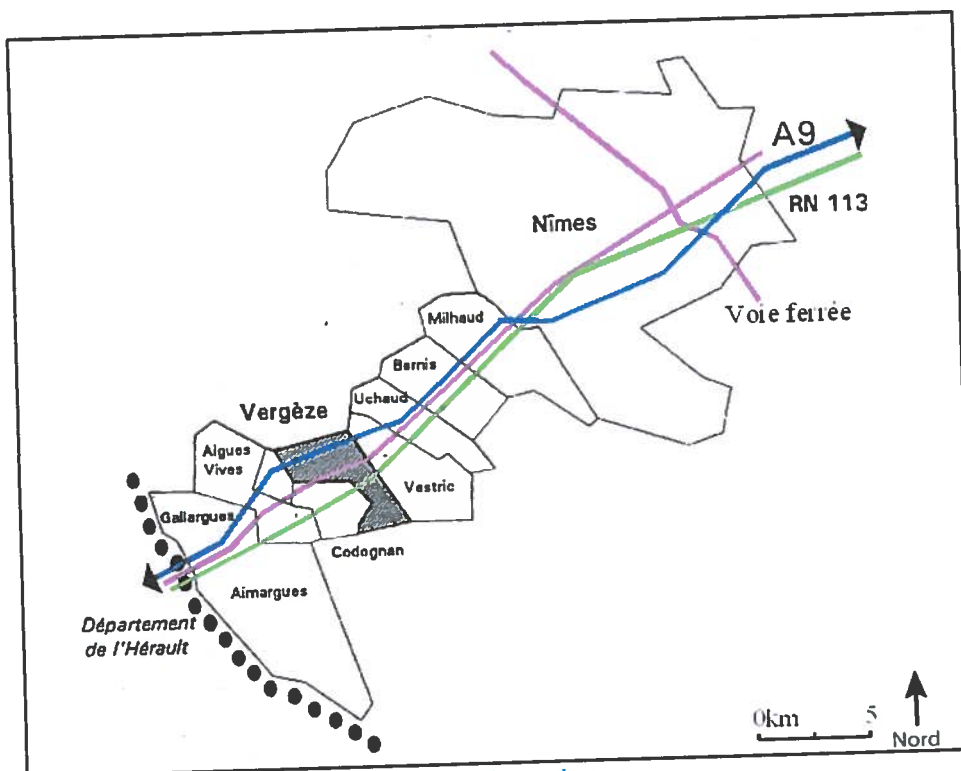 A9
RN 113
Nîmes
Voie ferrée
Milhaud
Bernis
Uchaud
Vergèze
Aigues
Vives
Vestric
Gallargues
Codognan
Aimargues
Département
de l'Hérault
0km 5
Nord